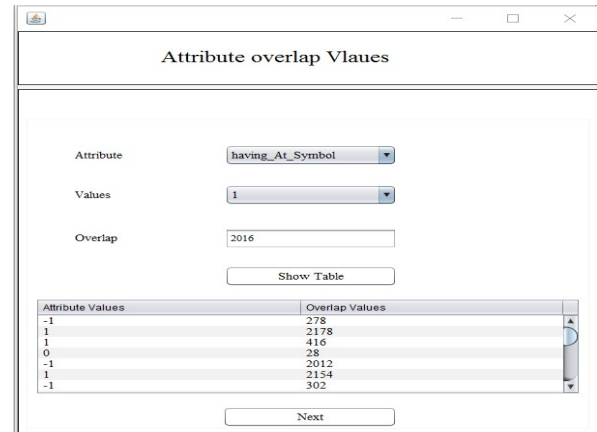 Attribute overlap Vlaues
Attribute having_At_Symbol
Values 1
Overlap 2016
Show Table
Attribute Values Overlap Values
-1 278
1 2178
1 416
0 28
-1 2012
1 2154
-1 302
Next